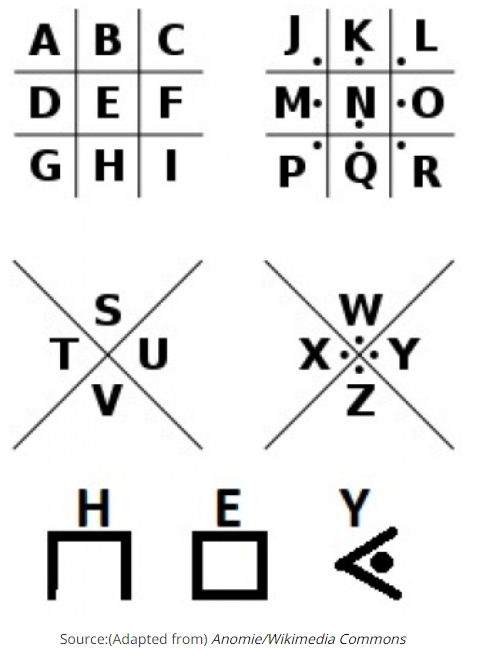 A B C J K L
D E F M N O
G H I P Q R
S W
T U X Y
V Z
H E Y
Source:(Adapted from) Anomie/Wikimedia Commons